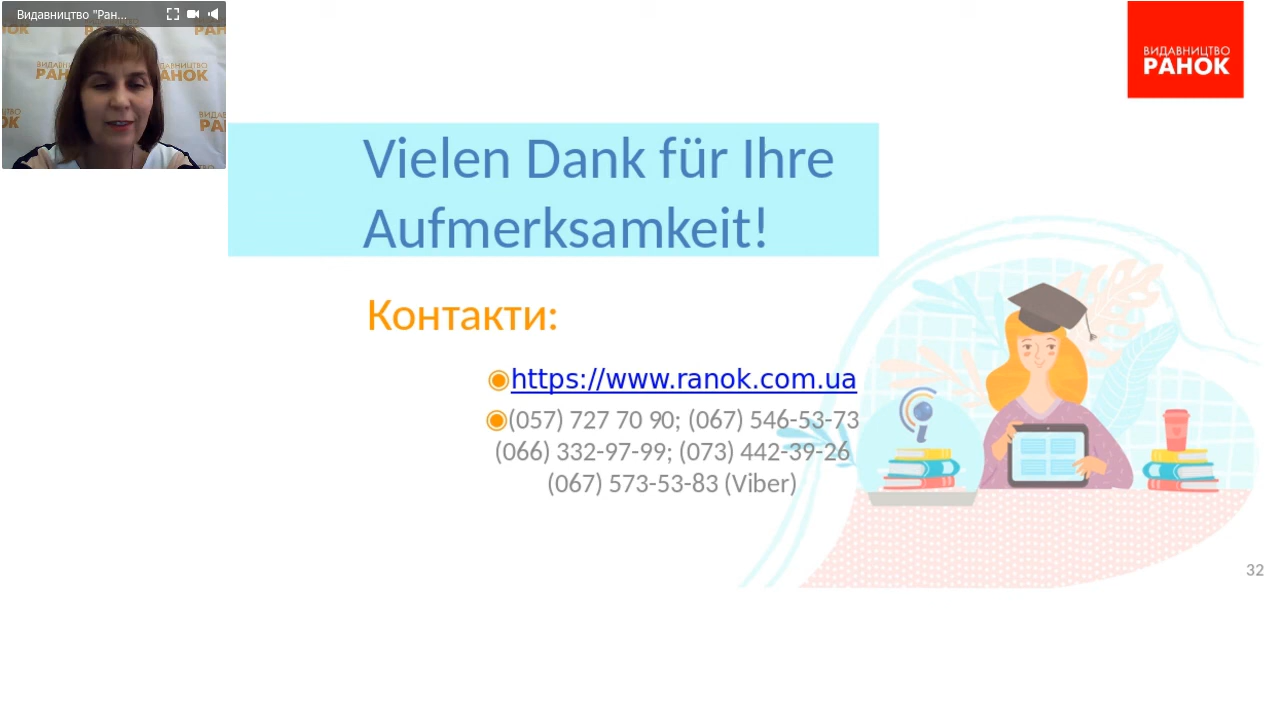 Видавництво "Ран...
ВИДАВНИЦТВО
РАНОК
Vielen Dank für Ihre
Aufmerksamkeit!
Контакти:
https://www.ranok.com.ua
(057) 727 70 90; (067) 546-53-73
(066) 332-97-99; (073) 442-39-26
(067) 573-53-83 (Viber)
32